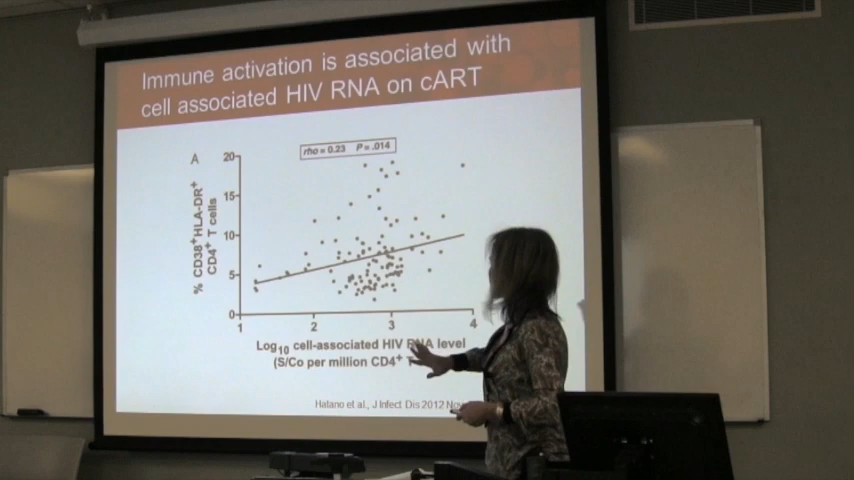 Immune activation is associated with
cell associated HIV RNA on cART
A
rho = 0.23 P = .014
% CD38+HLA-DR+
CD4+ T cells
20
15
10
5
0
1 2 3 4
Log10 cell-associated HIV RNA level
(S/Co per million CD4+ T
Hatano et al., J Infect Dis 2012 Nov